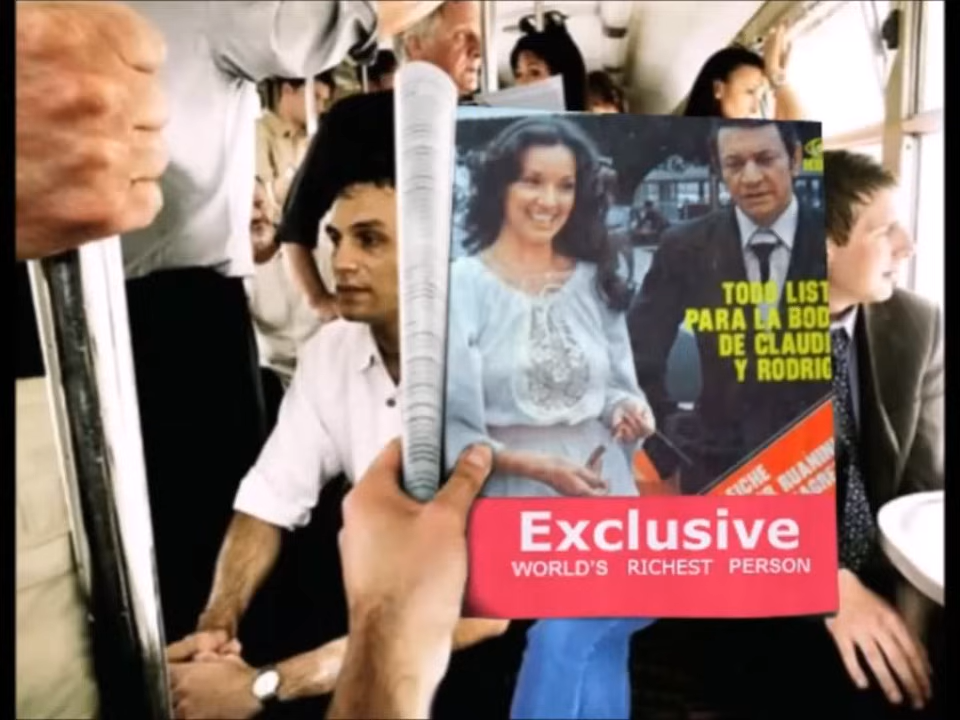 TODO LIST
PARA LA BOD
DE CLAUDI
Y RODRIG
Exclusive
WORLD'S RICHEST PERSON